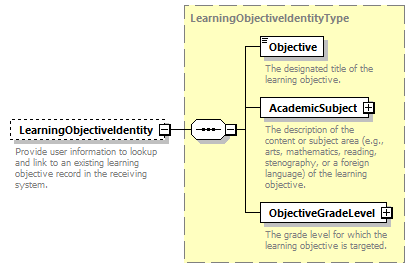 LearningObjectiveIdentityType
Objective
The designated title of the
learning objective.
AcademicSubject
The description of the
content or subject area (e.g.,
arts, mathematics, reading,
stenography, or a foreign
language) of the learning
objective.
LearningObjectiveIdentity
Provide user information to lookup
and link to an existing learning
objective record in the receiving
system.
ObjectiveGradeLevel
The grade level for which the
learning objective is targeted.